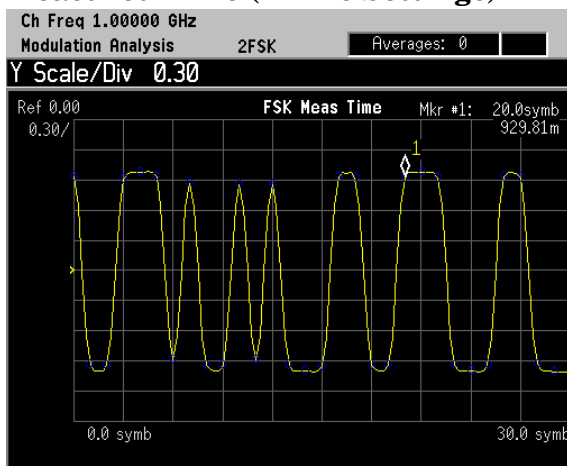 Ch Freq 1.00000 GHz
Modulation Analysis 2FSK Averages: 0
Y Scale/Div 0.30
Ref 0.00 FSK Meas Time Mkr #1: 20.0symb
0.30/ 929.81m
1
0.0 symb 30.0 symb